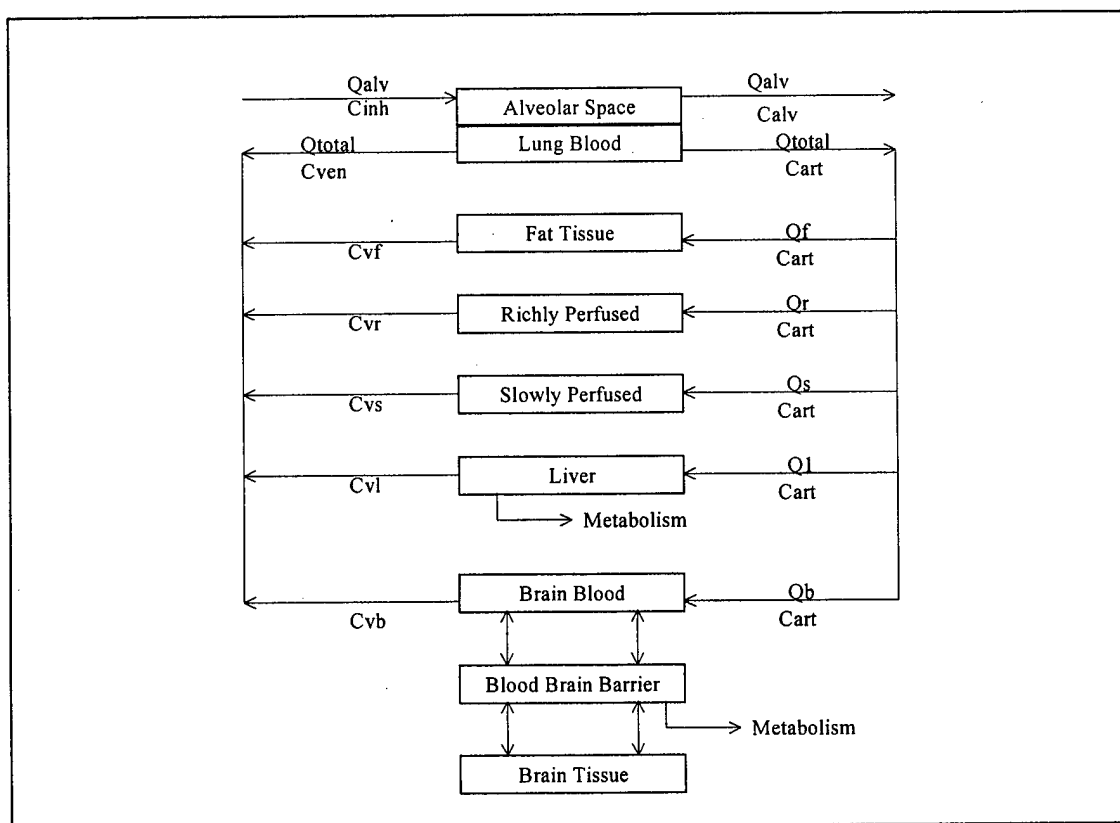 Qalv
Cinh
Alveolar Space
Qalv
Calv
Qtotal
Cven
Lung Blood
Qtotal
Cart
Cvf
Fat Tissue
Qf
Cart
Cvr
Richly Perfused
Qr
Cart
Cvs
Slowly Perfused
Qs
Cart
Cvl
Liver
Ql
Cart
Metabolism
Cvb
Brain Blood
Qb
Cart
Blood Brain Barrier
Metabolism
Brain Tissue